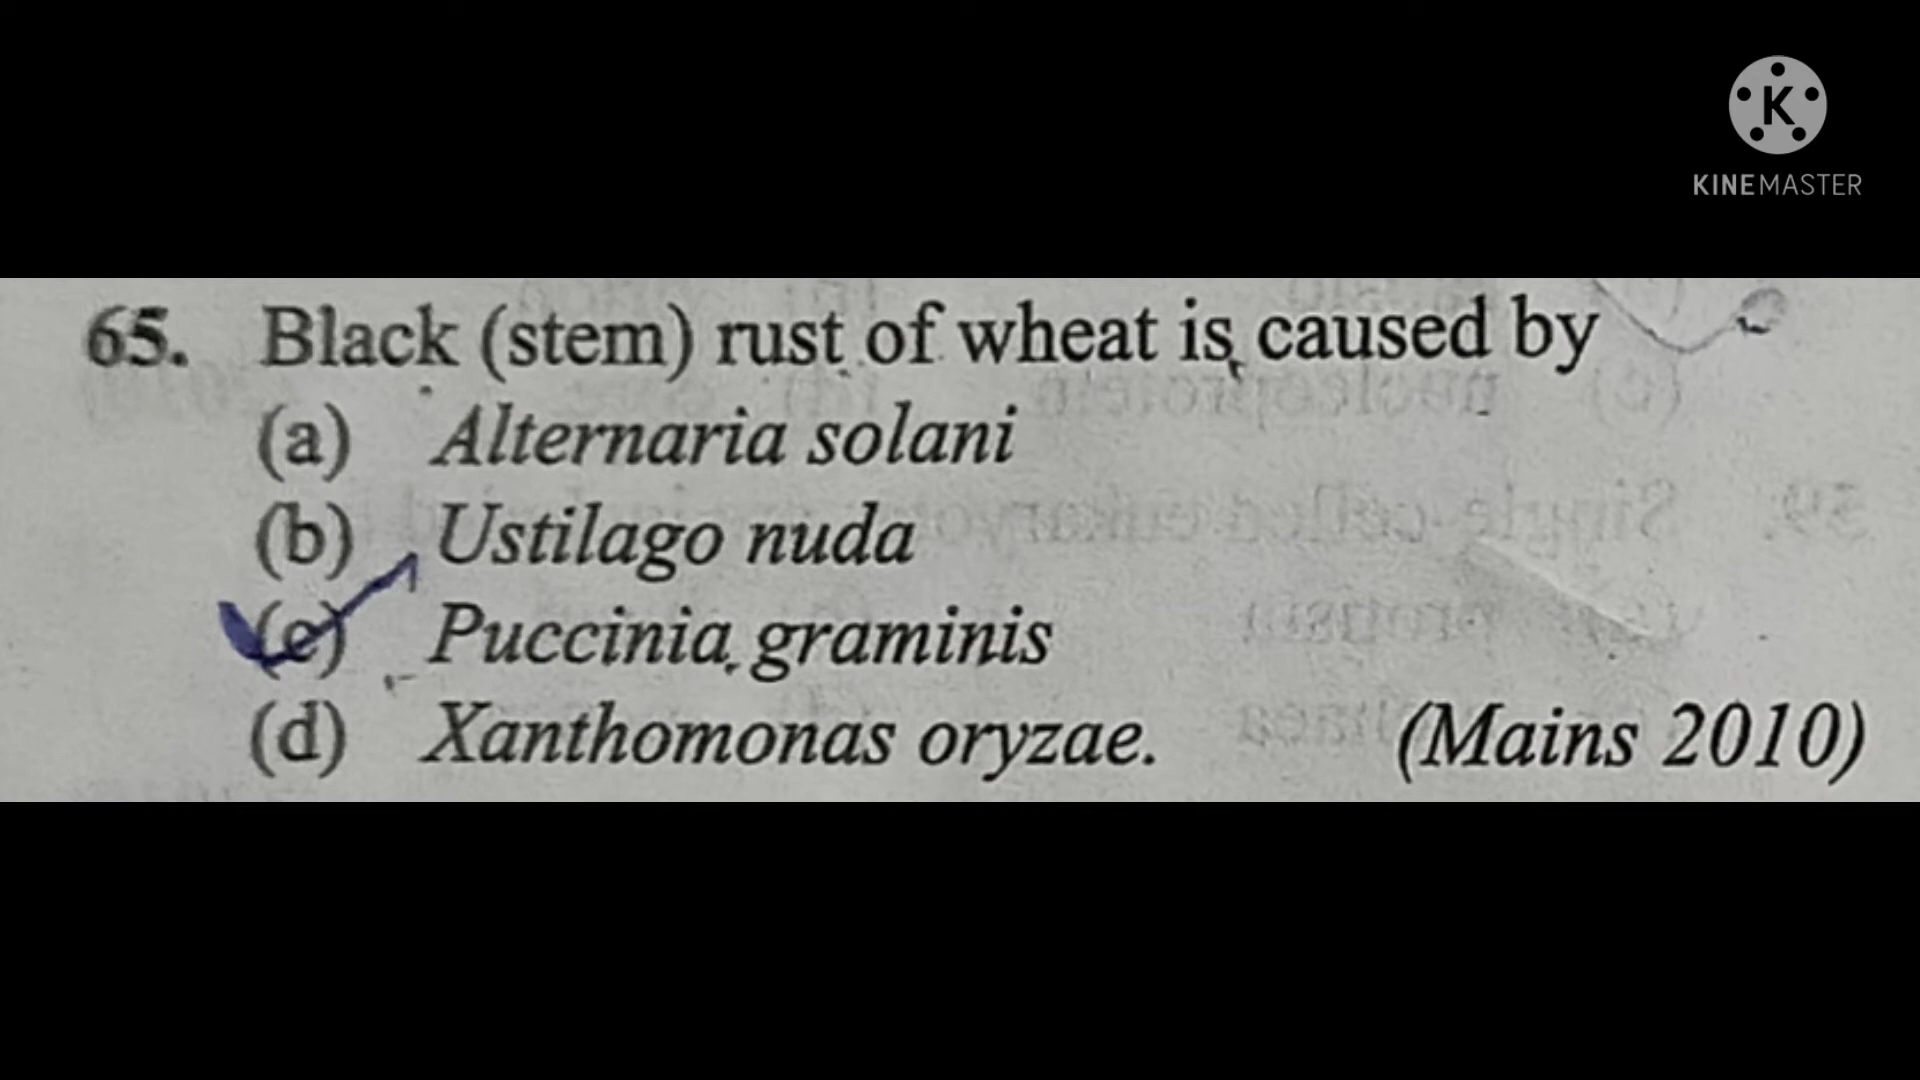 K
KINEMASTER
65. Black (stem) rust of wheat is caused by
(a) Alternaria solani
(b) Ustilago nuda
(c) Puccinia graminis
(d) Xanthomonas oryzae. (Mains 2010)